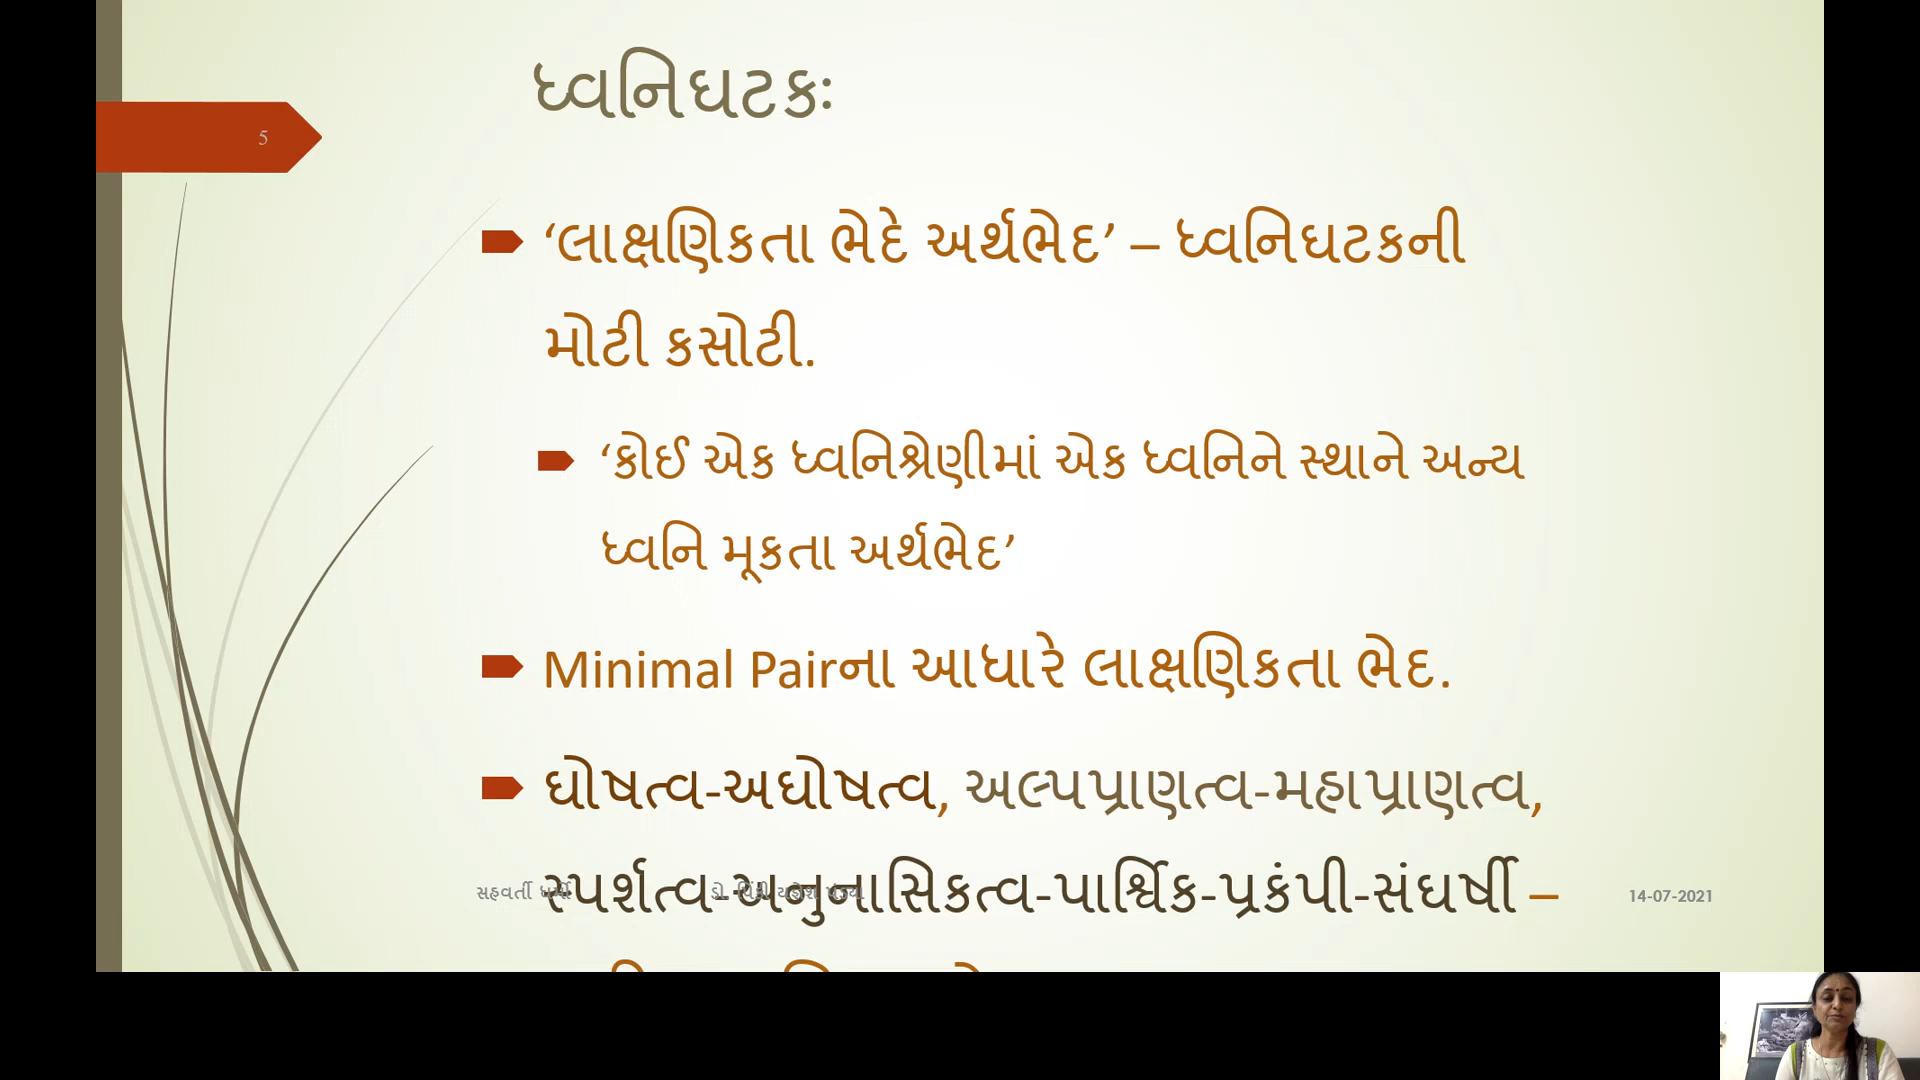 ધ્વનિઘટકઃ
5
‘લાક્ષણિકતા ભેદે અર્થભેદ’ – ધ્વનિઘટકની
મોટી કસોટી.
‘કોઈ એક ધ્વનિશ્રેણીમાં એક ધ્વનિને સ્થાને અન્ય
ધ્વનિ મૂકતા અર્થભેદ’
Minimal Pairના આધારે લાક્ષણિકતા ભેદ.
ઘોષત્વ-અઘોષત્વ, અલ્પપ્રાણત્વ-મહાપ્રાણત્વ,
સ્પર્શત્વ-અનુનાસિકત્વ-પાર્શ્વિક-પ્રકંપી-સંઘર્ષી –
સહવર્તી ધર્મો
ડો.
14-07-2021